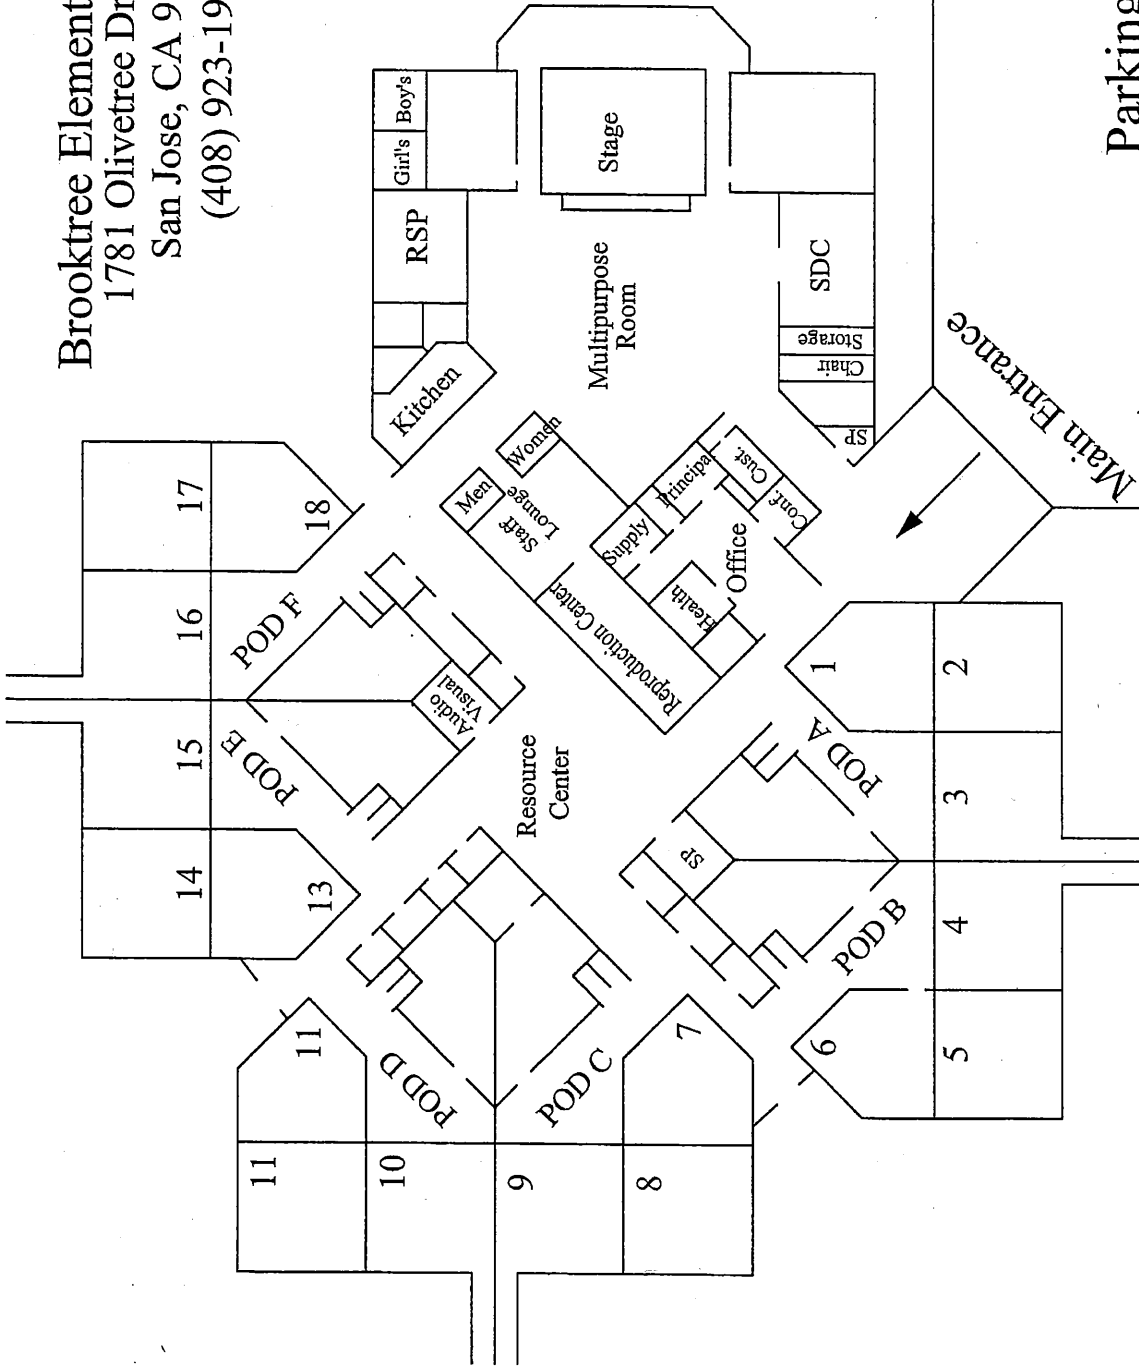 Brooktree Element
1781 Olivetree Dr
San Jose, CA 9
(408) 923-19
Parking
Main Entrance
Boy's
Girl's
RSP
Kitchen
Stage
Multipurpose
Room
SDC
Storage
Chair
SP
Women
Men
Staff
Lounge
Supply
Principal
Cust.
Conf.
Office
Health
Reproduction Center
Resource
Center
Audio
Visual
SP
POD A
1
2
3
POD B
4
5
6
POD C
7
8
9
POD D
10
11
11
POD E
13
14
15
POD F
16
17
18